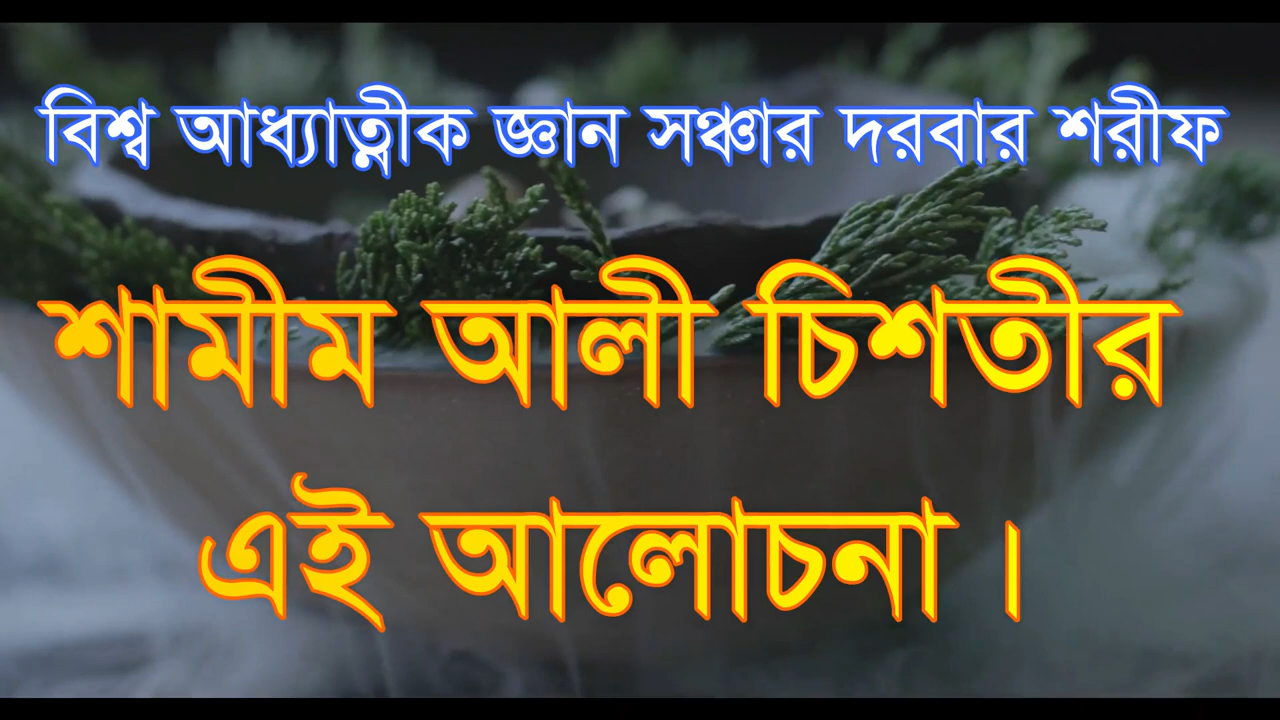 বিশ্ব আধ্যাত্নীক জ্ঞান সঞ্চার দরবার শরীফ
শামীম আলী চিশতীর
এই আলোচনা ।